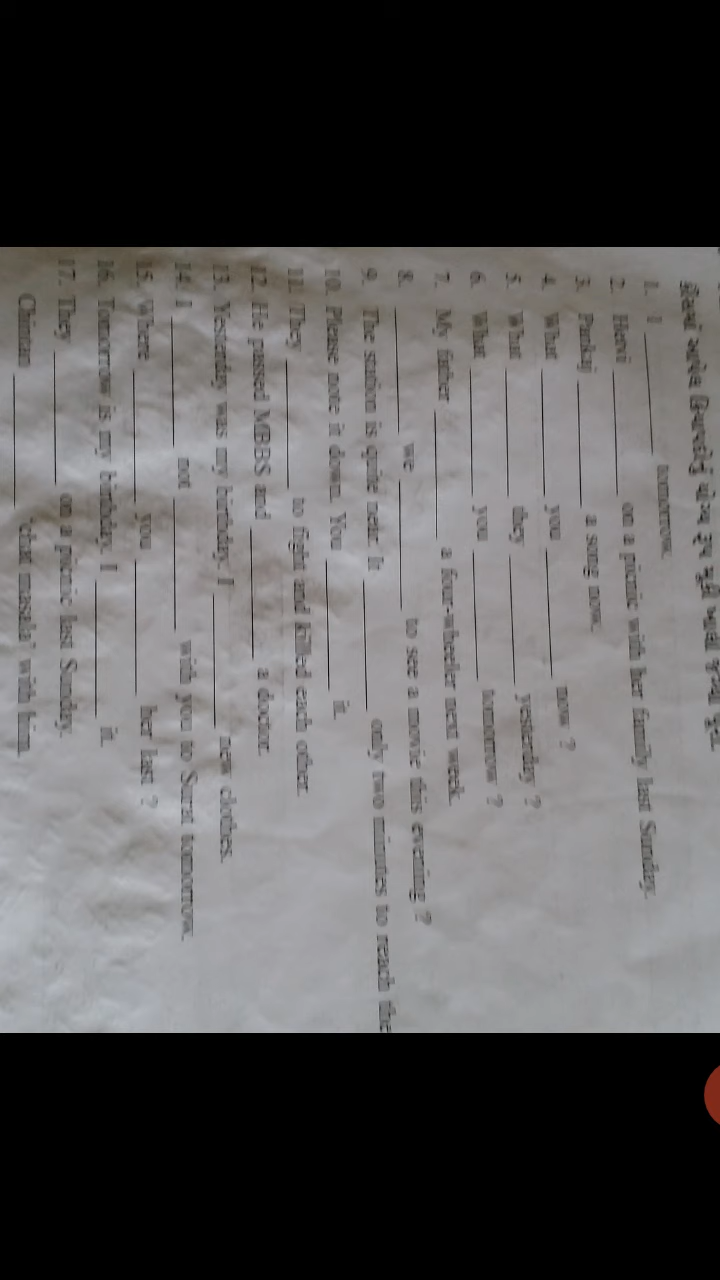 1. I ________ tomorrow.
2. Hetvi ________ on a picnic with her family last Sunday.
3. Pankaj ________ a song now.
4. What ________ you ________ now ?
5. What ________ they ________ yesterday ?
6. What ________ you ________ tomorrow ?
7. My father ________ a four-wheeler next week.
8. ________ we ________ to see a movie this evening ?
9. The station is quite near. It ________ only two minutes to reach the
10. Please note it down. You ________ it.
11. They ________ to fight and killed each other.
12. He passed MBBS and ________ a doctor.
13. Yesterday was my birthday. I ________ new clothes.
14. I ________ not ________ with you to Surat tomorrow.
15. Where ________ you ________ her last ?
16. Tomorrow is my birthday. I ________ it.
17. They ________ on a picnic last Sunday.
Chiman ________ 'chat masala' with him.